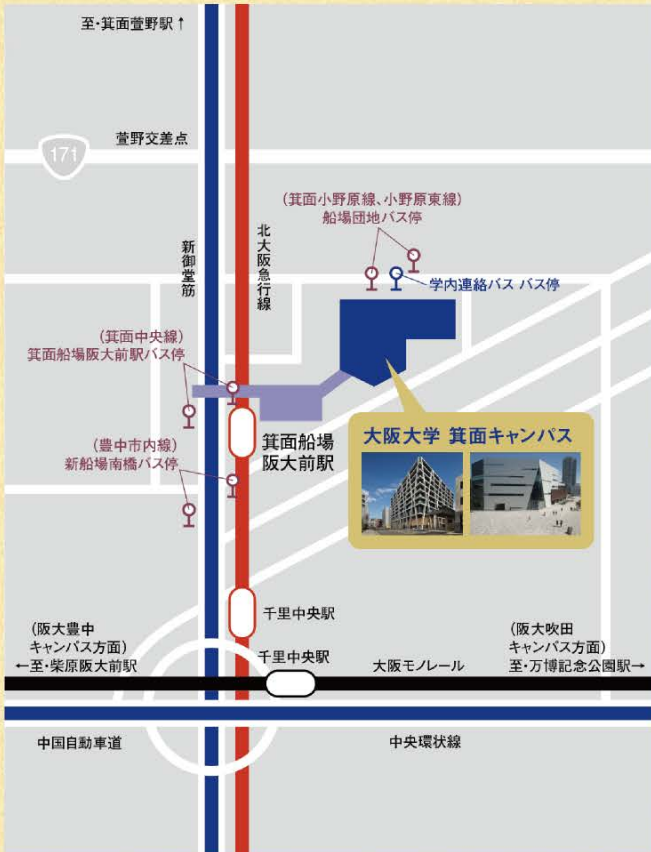 至・箕面萱野駅↑
萱野交差点
171
(箕面小野原線、小野原東線)
船場団地バス停
新御堂筋
北大阪急行線
学内連絡バス バス停
(箕面中央線)
箕面船場阪大前駅バス停
箕面船場
阪大前駅
大阪大学 箕面キャンパス
(豊中市内線)
新船場南橋バス停
千里中央駅
(阪大豊中
キャンパス方面)
←至・柴原阪大前駅
千里中央駅
大阪モノレール
(阪大吹田
キャンパス方面)
至・万博記念公園駅→
中国自動車道
中央環状線